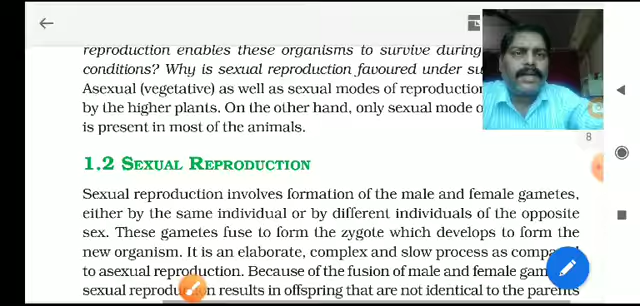 reproduction enables these organisms to survive during
conditions? Why is sexual reproduction favoured under su
Asexual (vegetative) as well as sexual modes of reproduction
by the higher plants. On the other hand, only sexual mode o
is present in most of the animals.
8
1.2 SEXUAL REPRODUCTION
Sexual reproduction involves formation of the male and female gametes,
either by the same individual or by different individuals of the opposite
sex. These gametes fuse to form the zygote which develops to form the
new organism. It is an elaborate, complex and slow process as compared
to asexual reproduction. Because of the fusion of male and female gam
sexual reproduction results in offspring that are not identical to the parents